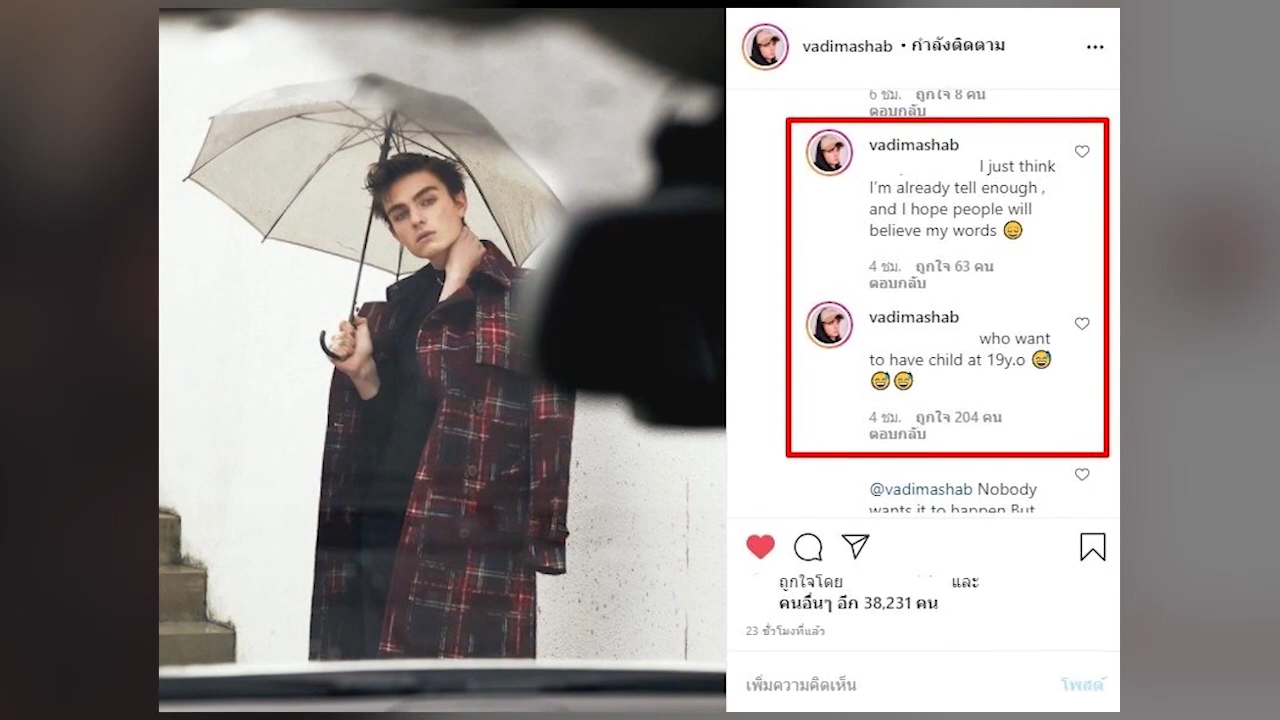 vadimashab • กำลังติดตาม
6 ชม. ถูกใจ 8 คน
ตอบกลับ
vadimashab
I just think
I'm already tell enough ,
and I hope people will
believe my words 😌
4 ชม. ถูกใจ 63 คน
ตอบกลับ
vadimashab
who want
to have child at 19y.o 😅
😅😅
4 ชม. ถูกใจ 204 คน
ตอบกลับ
@vadimashab Nobody
wants it to happen.But
ถูกใจโดย และ
คนอื่นๆ อีก 38,231 คน
23 ชั่วโมงที่แล้ว
เพิ่มความคิดเห็น โพสต์